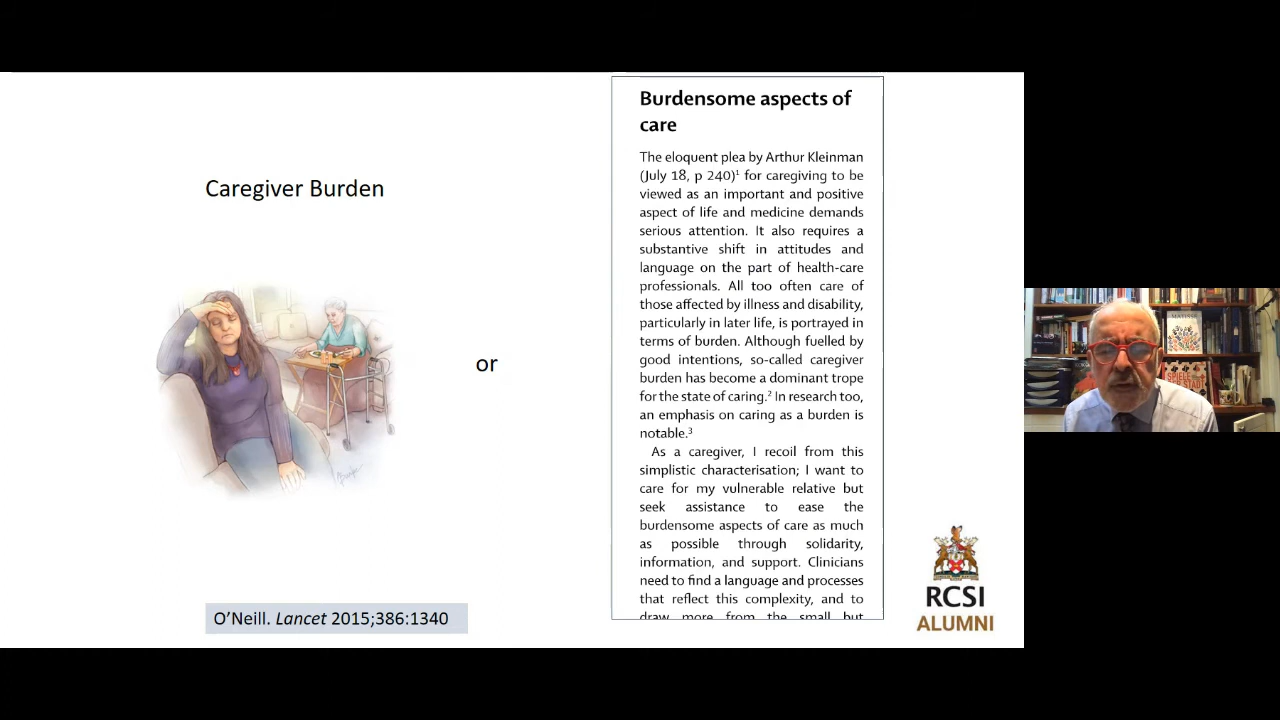 Caregiver Burden
or
O'Neill. Lancet 2015;386:1340
Burdensome aspects of
care
The eloquent plea by Arthur Kleinman
(July 18, p 240)¹ for caregiving to be
viewed as an important and positive
aspect of life and medicine demands
serious attention. It also requires a
substantive shift in attitudes and
language on the part of health-care
professionals. All too often care of
those affected by illness and disability,
particularly in later life, is portrayed in
terms of burden. Although fuelled by
good intentions, so-called caregiver
burden has become a dominant trope
for the state of caring.² In research too,
an emphasis on caring as a burden is
notable.³
As a caregiver, I recoil from this
simplistic characterisation; I want to
care for my vulnerable relative but
seek assistance to ease the
burdensome aspects of care as much
as possible through solidarity,
information, and support. Clinicians
need to find a language and processes
that reflect this complexity, and to
draw more from the small but
RCSI
ALUMNI
MATISSE
SPIELE